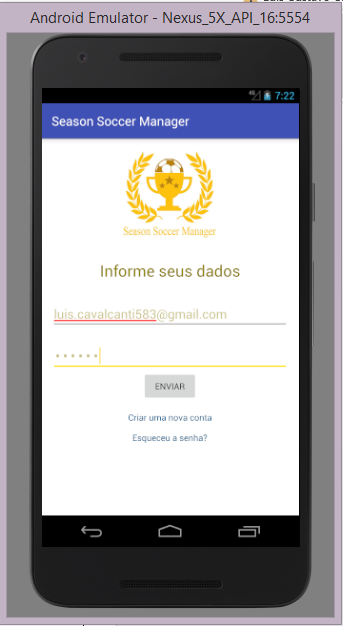 Android Emulator - Nexus_5X_API_16:5554
7:22
Season Soccer Manager
Season Soccer Manager
Informe seus dados
luis.cavalcanti583@gmail.com
••••••
ENVIAR
Criar uma nova conta
Esqueceu a senha?